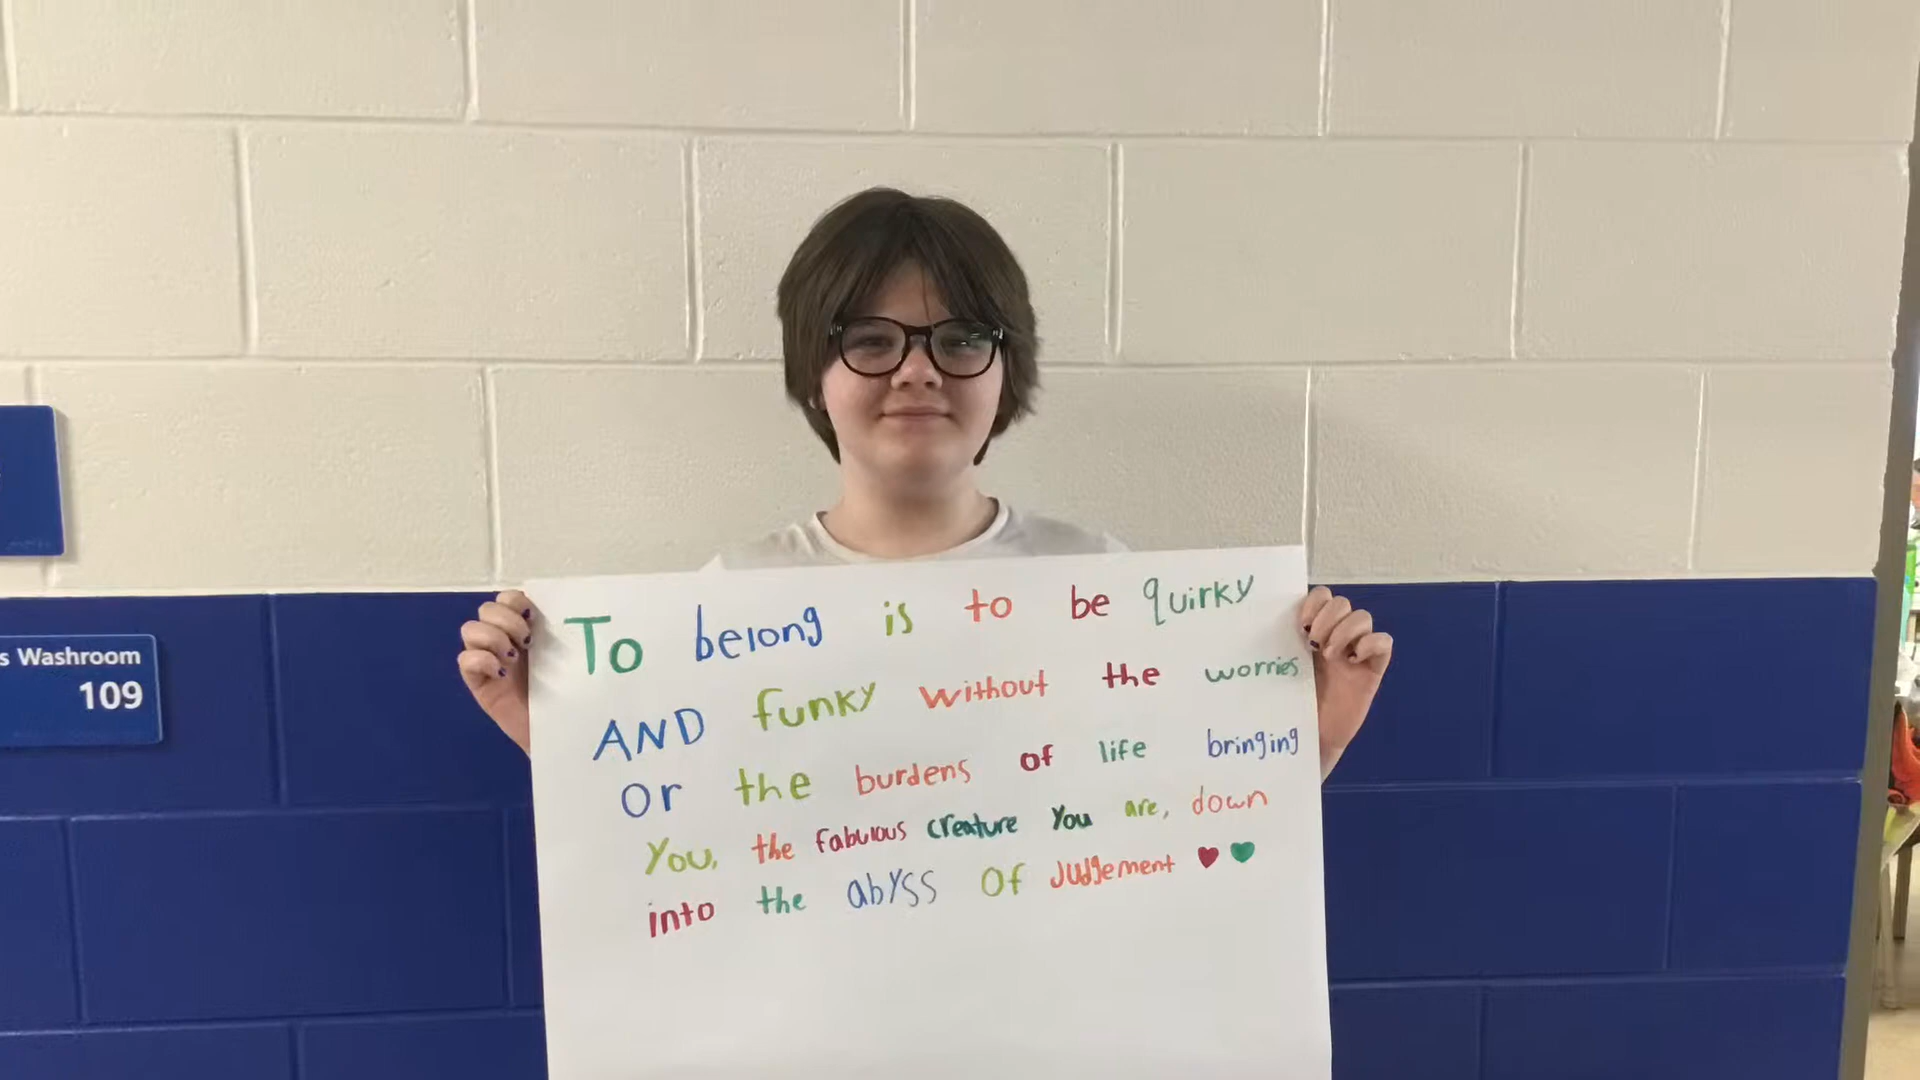 To belong is to be quirky
AND funky without the worries
Or the burdens of life bringing
You, the fabulous creature You are, down
into the abyss Of Judgement
s Washroom
109